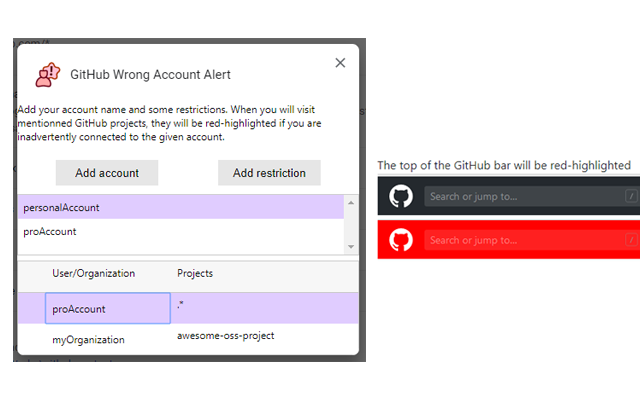 GitHub Wrong Account Alert
Add your account name and some restrictions. When you will visit
mentionned GitHub projects, they will be red-highlighted if you are
inadvertently connected to the given account.
Add account
Add restriction
personalAccount
proAccount
User/Organization
Projects
proAccount
.*
myOrganization
awesome-oss-project
The top of the GitHub bar will be red-highlighted
Search or jump to...
/
Search or jump to...
/